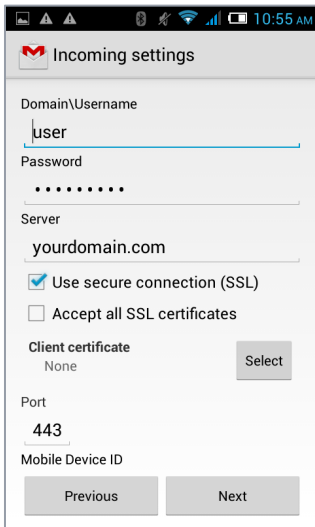 10:55 AM
Incoming settings
Domain\Username
user
Password
•••••••••
Server
yourdomain.com
Use secure connection (SSL)
Accept all SSL certificates
Client certificate
None
Select
Port
443
Mobile Device ID
Previous
Next